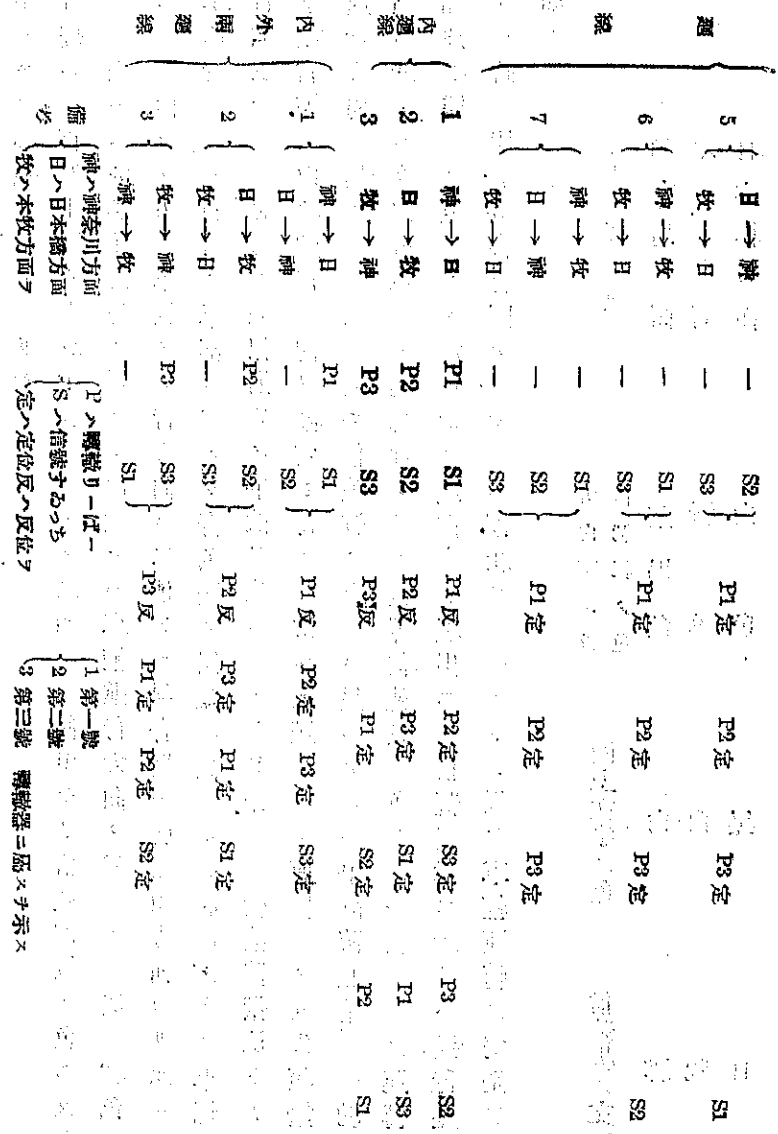 廻線
日→神 — S2
5 P1定 P2定 P3定 S1
牧→日 — S3
神→牧 — S1
6 P1定 P2定 P3定 S2
牧→日 — S3
神→牧 — S1
7 日→神 — S2 P1定 P2定 P3定
牧→日 — S3
内廻線
1 神→日 P1 S1 P1反 P2定 S3定 P3 S2
2 日→牧 P2 S2 P2反 P3定 S1定 P1 S3
3 牧→神 P3 S3 P3反 P1定 S2定 P2 S1
内外兩廻線
神→日 P1 S1
1 P1反 P2定 P3定 S3定
日→神 — S2
日→牧 P2 S2
2 P2反 P3定 P1定 S1定
牧→日 — S3
牧→神 P3 S3
3 P3反 P1定 P2定 S2定
神→牧 — S1
備考
神ハ神奈川方面 Pハ轉轍りーばー 1 第一號
日ハ日本橋方面 Sハ信號すゐっち 2 第二號 轉轍器ニ屬スヲ示ス
牧ハ本牧方面ヲ 定ハ定位反ハ反位ヲ 3 第三號